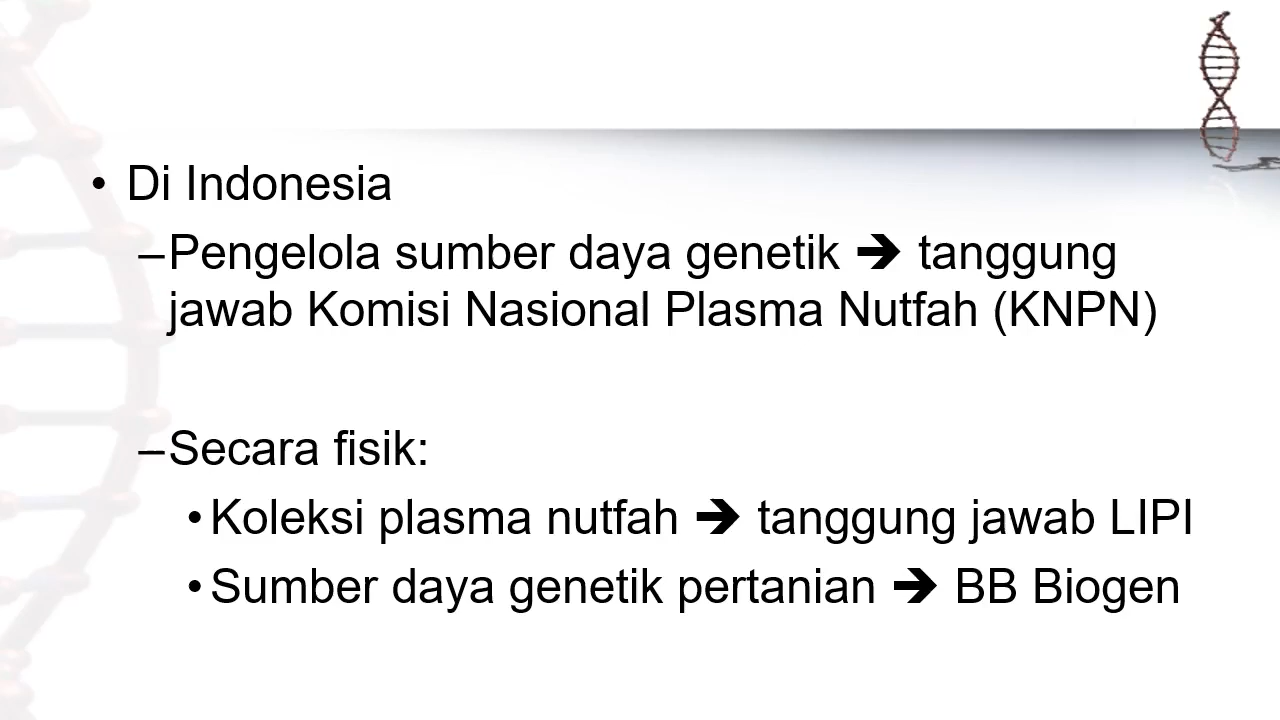 • Di Indonesia
–Pengelola sumber daya genetik ➔ tanggung
jawab Komisi Nasional Plasma Nutfah (KNPN)
–Secara fisik:
•Koleksi plasma nutfah ➔ tanggung jawab LIPI
•Sumber daya genetik pertanian ➔ BB Biogen